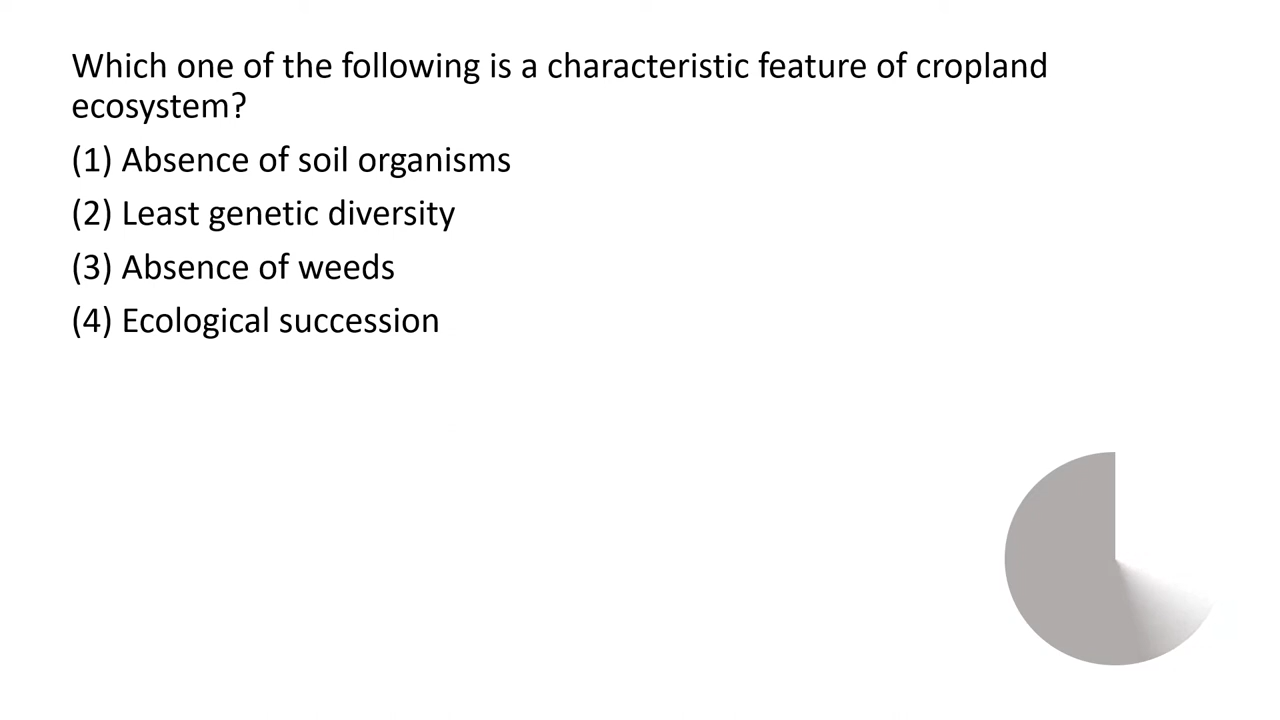 Which one of the following is a characteristic feature of cropland
ecosystem?
(1) Absence of soil organisms
(2) Least genetic diversity
(3) Absence of weeds
(4) Ecological succession